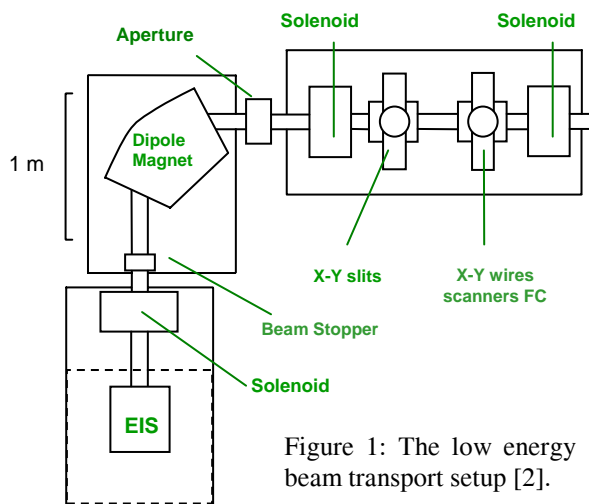 Solenoid
Solenoid
Aperture
Dipole
Magnet
1 m
X-Y slits
X-Y wires
scanners FC
Beam Stopper
Solenoid
EIS
Figure 1: The low energy
beam transport setup [2].